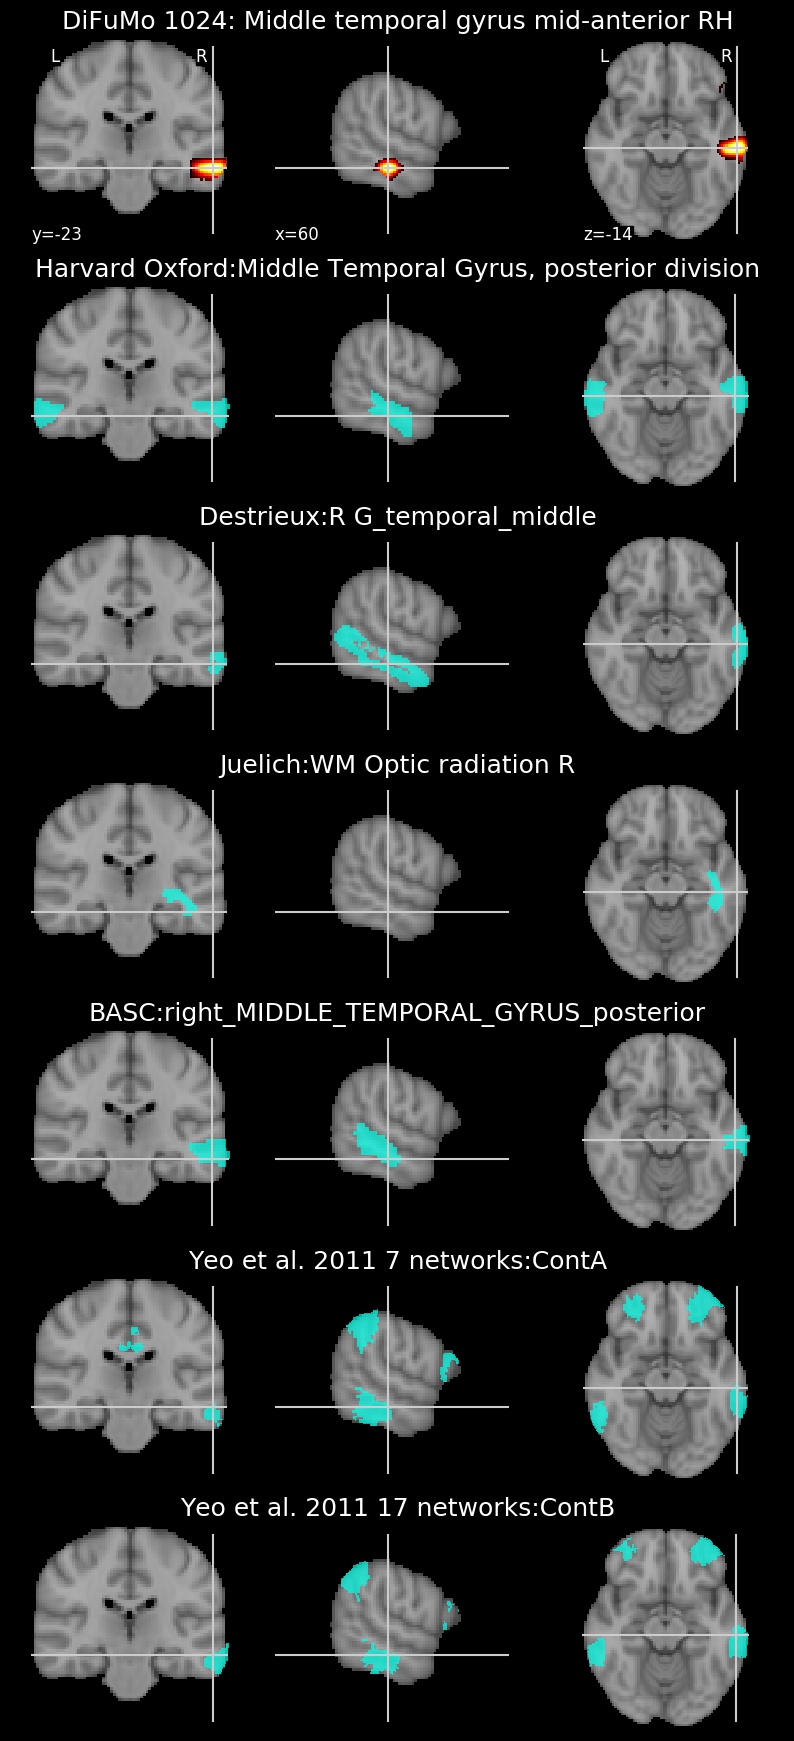 DiFuMo 1024: Middle temporal gyrus mid-anterior RH
L R L R
y=-23 x=60 z=-14
Harvard Oxford:Middle Temporal Gyrus, posterior division
Destrieux:R G_temporal_middle
Juelich:WM Optic radiation R
BASC:right_MIDDLE_TEMPORAL_GYRUS_posterior
Yeo et al. 2011 7 networks:ContA
Yeo et al. 2011 17 networks:ContB